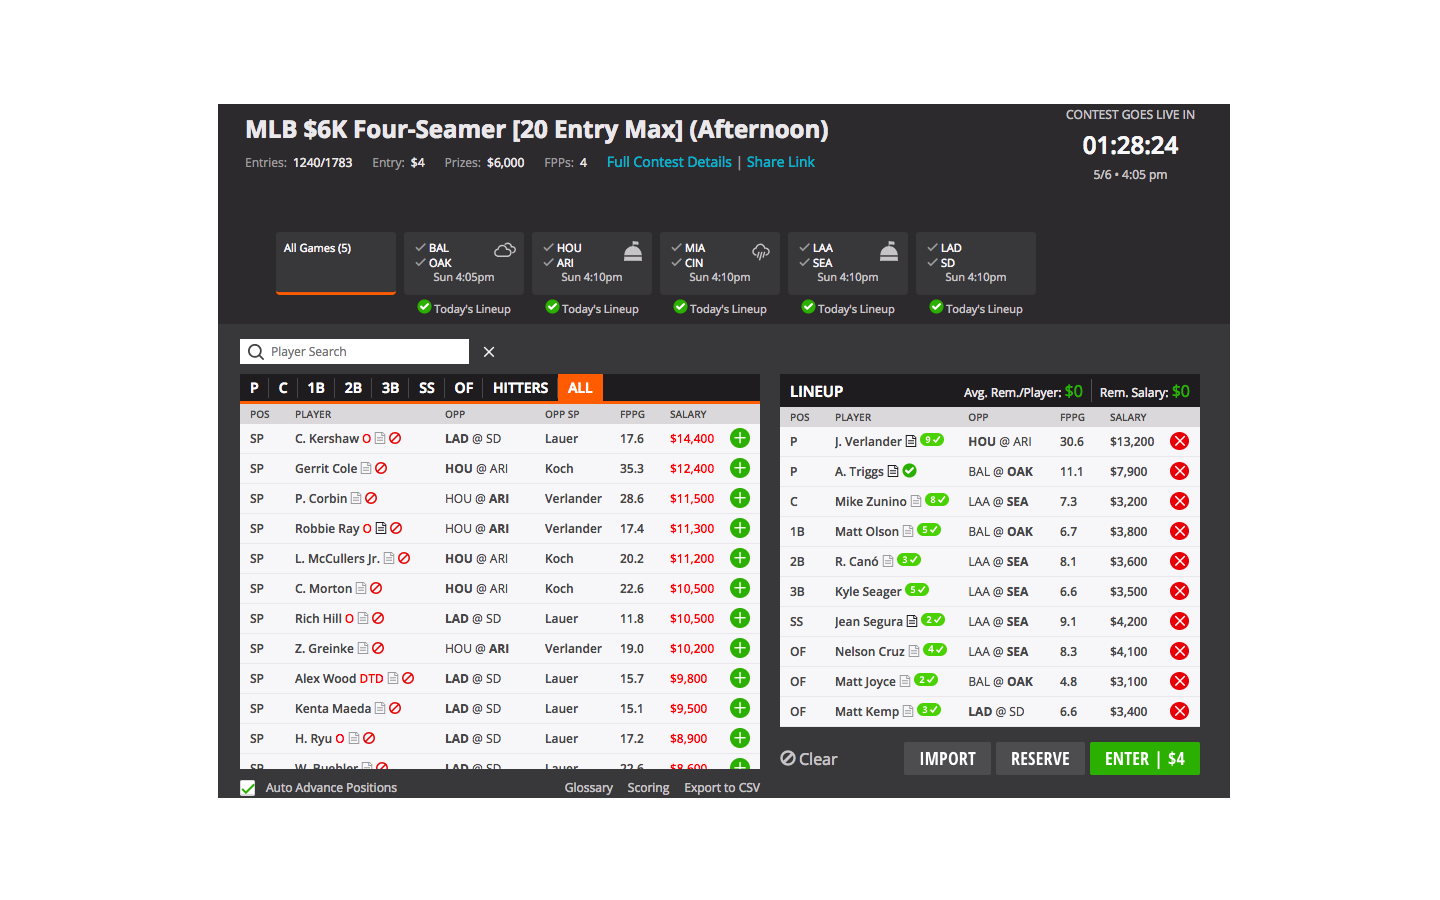 MLB $6K Four-Seamer [20 Entry Max] (Afternoon)
Entries: 1240/1783 Entry: $4 Prizes: $6,000 FPPs: 4 Full Contest Details | Share Link
CONTEST GOES LIVE IN
01:28:24
5/6 • 4:05 pm
All Games (5)
BAL
OAK
Sun 4:05pm
Today's Lineup
HOU
ARI
Sun 4:10pm
Today's Lineup
MIA
CIN
Sun 4:10pm
Today's Lineup
LAA
SEA
Sun 4:10pm
Today's Lineup
LAD
SD
Sun 4:10pm
Today's Lineup
Player Search
P C 1B 2B 3B SS OF HITTERS ALL
POS PLAYER OPP OPP SP FPPG SALARY
SP C. Kershaw O LAD @ SD Lauer 17.6 $14,400
SP Gerrit Cole HOU @ ARI Koch 35.3 $12,400
SP P. Corbin HOU @ ARI Verlander 28.6 $11,500
SP Robbie Ray O HOU @ ARI Verlander 17.4 $11,300
SP L. McCullers Jr. HOU @ ARI Koch 20.2 $11,200
SP C. Morton HOU @ ARI Koch 22.6 $10,500
SP Rich Hill O LAD @ SD Lauer 11.8 $10,500
SP Z. Greinke HOU @ ARI Verlander 19.0 $10,200
SP Alex Wood DTD LAD @ SD Lauer 15.7 $9,800
SP Kenta Maeda LAD @ SD Lauer 15.1 $9,500
SP H. Ryu O LAD @ SD Lauer 17.2 $8,900
SP W. Buehler LAD @ SD Lauer 22.6 $8,600
Auto Advance Positions
Glossary Scoring Export to CSV
LINEUP Avg. Rem./Player: $0 Rem. Salary: $0
POS PLAYER OPP FPPG SALARY
P J. Verlander 9 HOU @ ARI 30.6 $13,200
P A. Triggs BAL @ OAK 11.1 $7,900
C Mike Zunino 8 LAA @ SEA 7.3 $3,200
1B Matt Olson 5 BAL @ OAK 6.7 $3,800
2B R. Canó 3 LAA @ SEA 8.1 $3,600
3B Kyle Seager 5 LAA @ SEA 6.6 $3,500
SS Jean Segura 2 LAA @ SEA 9.1 $4,200
OF Nelson Cruz 4 LAA @ SEA 8.3 $4,100
OF Matt Joyce 2 BAL @ OAK 4.8 $3,100
OF Matt Kemp 3 LAD @ SD 6.6 $3,400
Clear
IMPORT
RESERVE
ENTER | $4